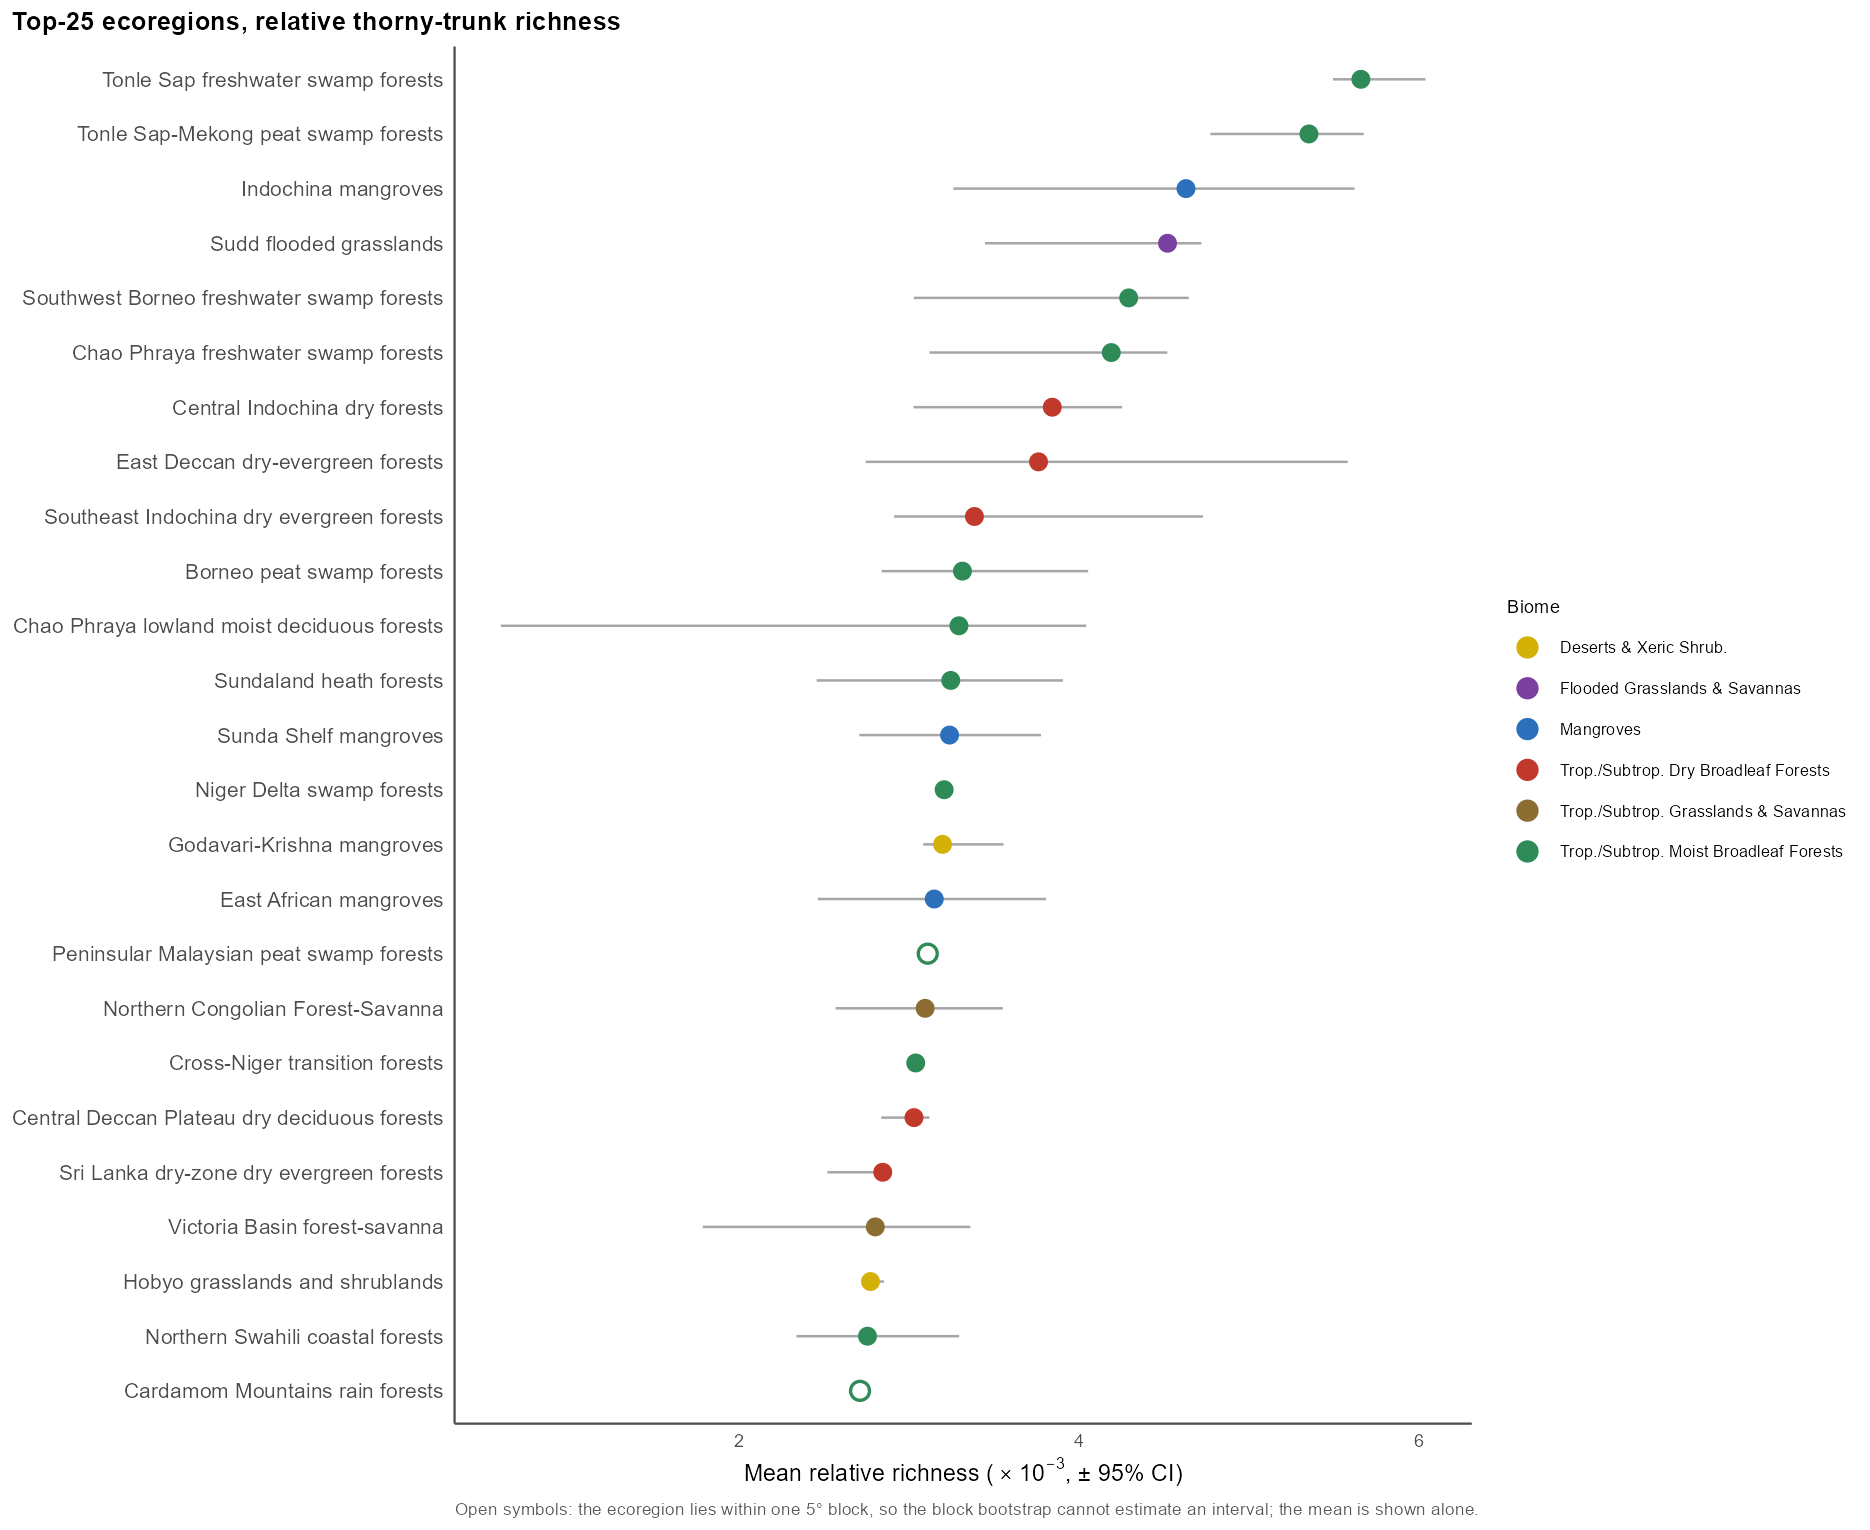 Top-25 ecoregions, relative thorny-trunk richness
Tonle Sap freshwater swamp forests
Tonle Sap-Mekong peat swamp forests
Indochina mangroves
Sudd flooded grasslands
Southwest Borneo freshwater swamp forests
Chao Phraya freshwater swamp forests
Central Indochina dry forests
East Deccan dry-evergreen forests
Southeast Indochina dry evergreen forests
Borneo peat swamp forests
Chao Phraya lowland moist deciduous forests
Sundaland heath forests
Sunda Shelf mangroves
Niger Delta swamp forests
Godavari-Krishna mangroves
East African mangroves
Peninsular Malaysian peat swamp forests
Northern Congolian Forest-Savanna
Cross-Niger transition forests
Central Deccan Plateau dry deciduous forests
Sri Lanka dry-zone dry evergreen forests
Victoria Basin forest-savanna
Hobyo grasslands and shrublands
Northern Swahili coastal forests
Cardamom Mountains rain forests
2 4 6
Mean relative richness ( × 10⁻³, ± 95% CI)
Open symbols: the ecoregion lies within one 5° block, so the block bootstrap cannot estimate an interval; the mean is shown alone.
Biome
Deserts & Xeric Shrub.
Flooded Grasslands & Savannas
Mangroves
Trop./Subtrop. Dry Broadleaf Forests
Trop./Subtrop. Grasslands & Savannas
Trop./Subtrop. Moist Broadleaf Forests